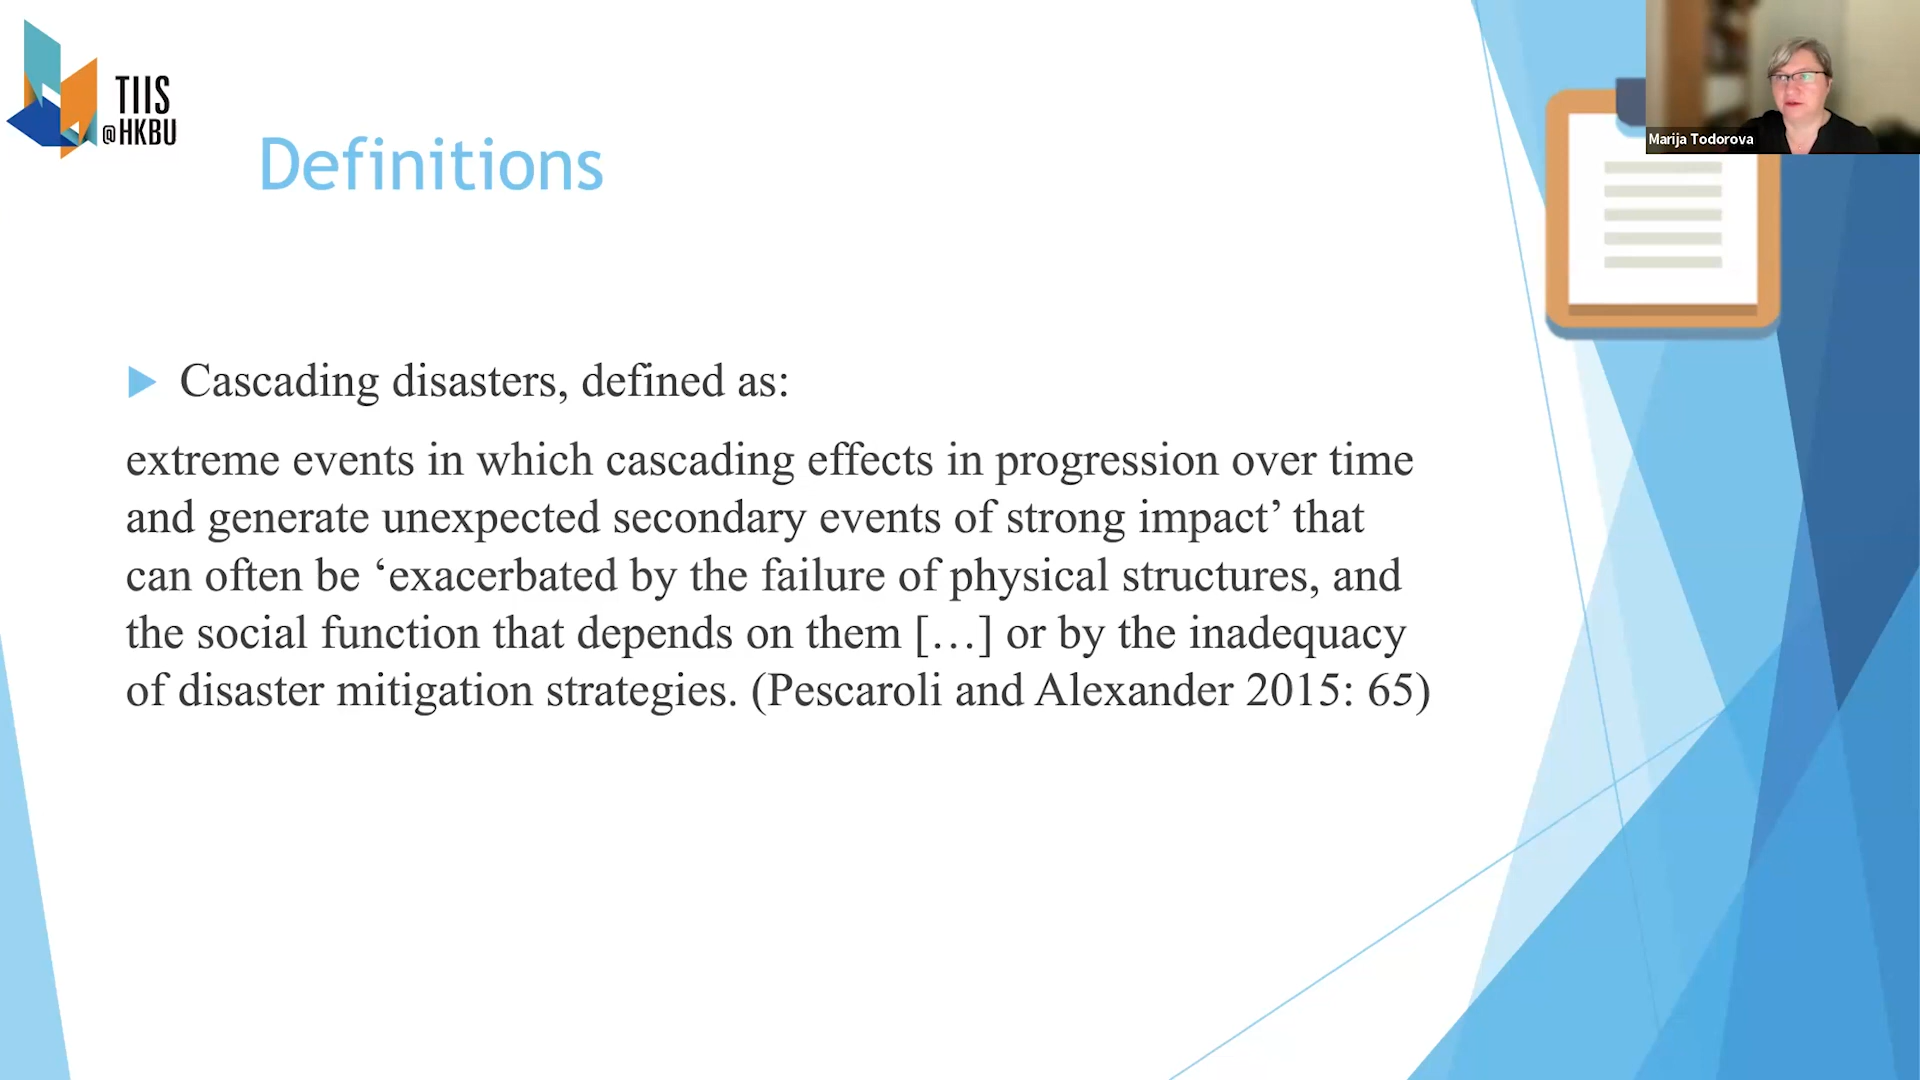 TIIS
@HKBU
Marija Todorova
Definitions
Cascading disasters, defined as:
extreme events in which cascading effects in progression over time
and generate unexpected secondary events of strong impact’ that
can often be ‘exacerbated by the failure of physical structures, and
the social function that depends on them […] or by the inadequacy
of disaster mitigation strategies. (Pescaroli and Alexander 2015: 65)